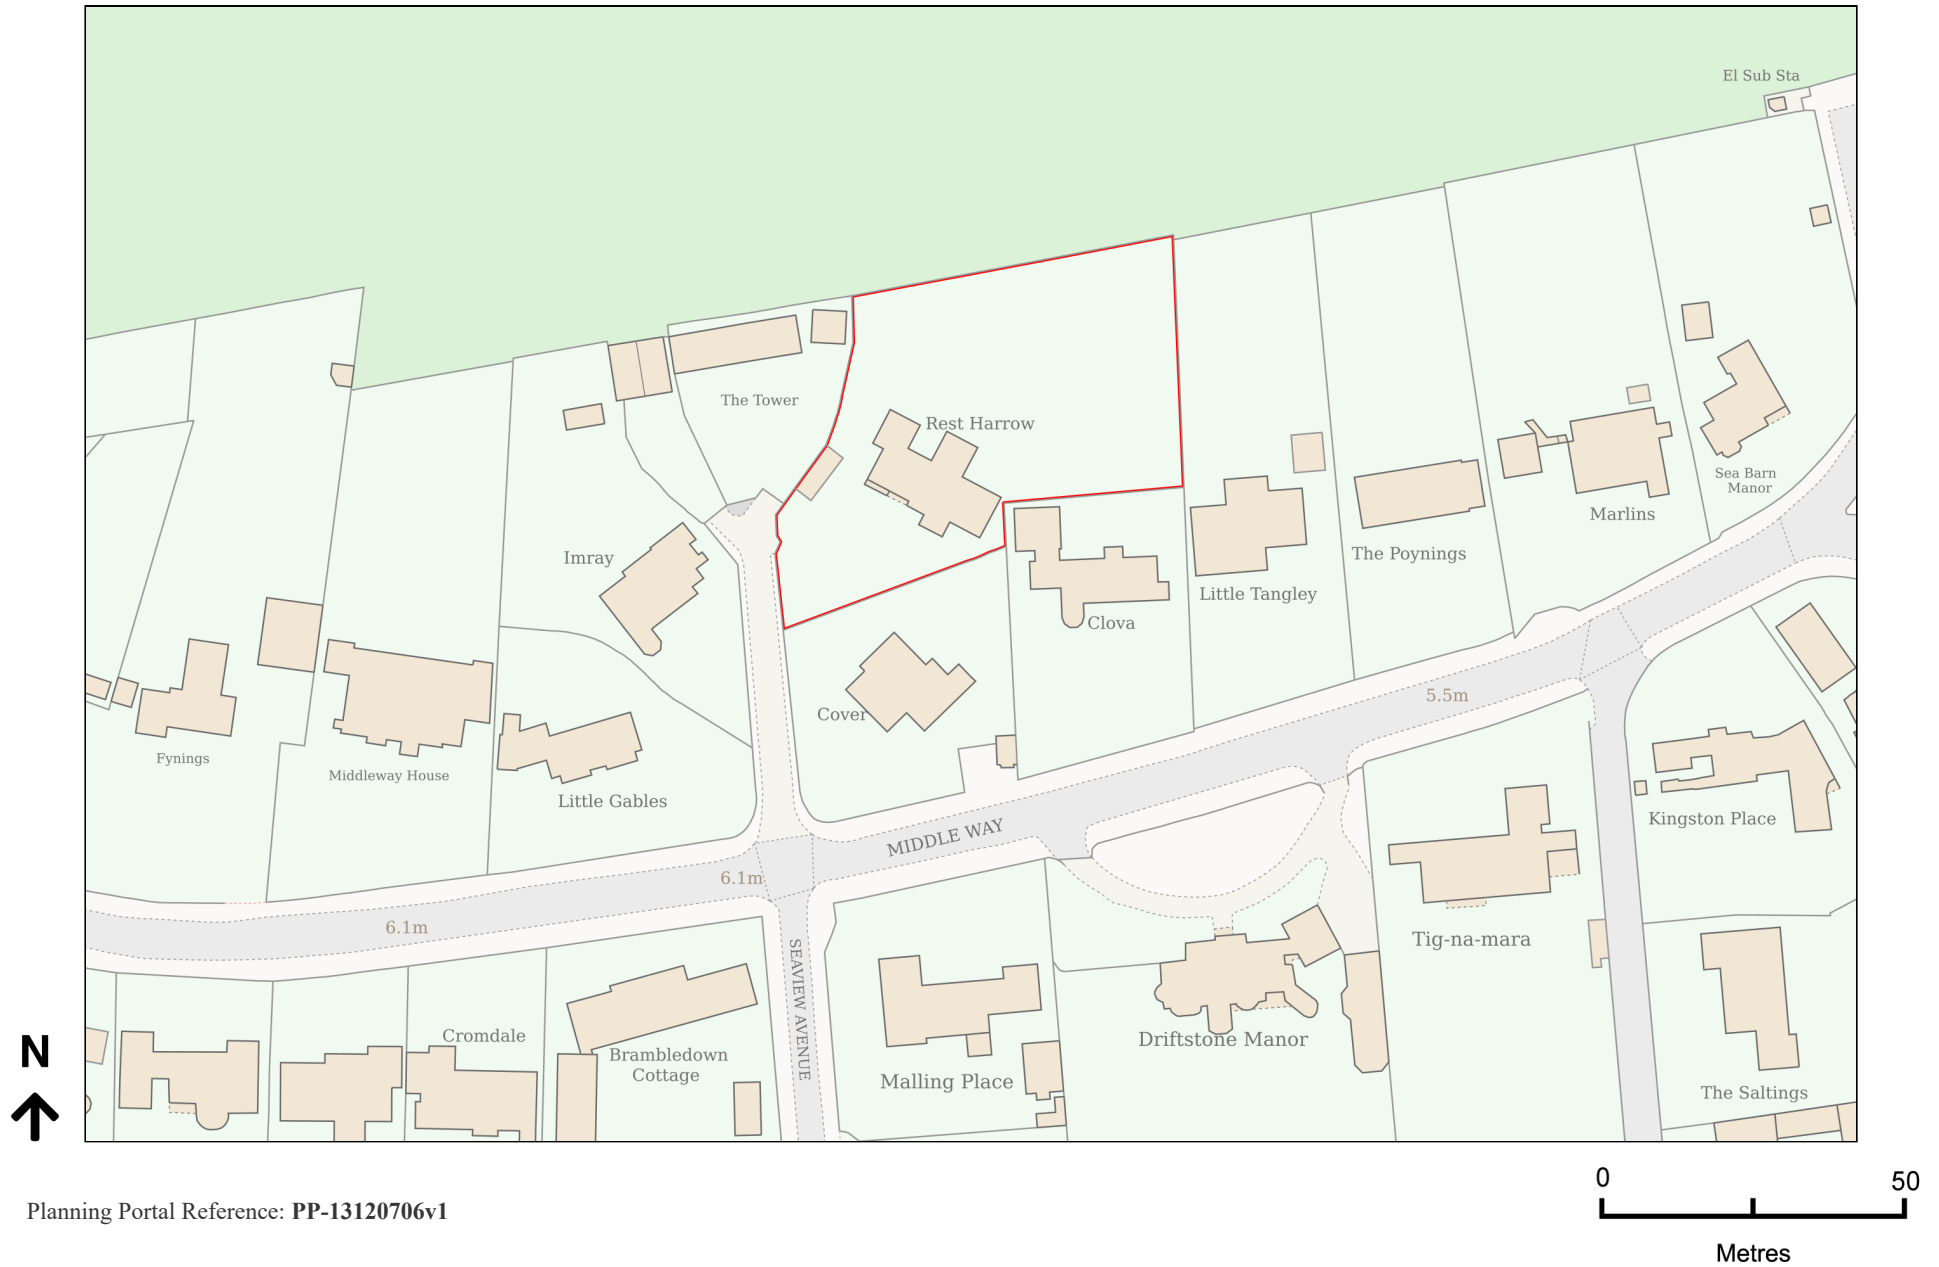 El Sub Sta
The Tower
Rest Harrow
Sea Barn
Manor
Marlins
Imray
The Poynings
Little Tangley
Clova
5.5m
Cover
Fynings
Middleway House
Little Gables
Kingston Place
MIDDLE WAY
6.1m
6.1m
Tig-na-mara
SEAVIEW AVENUE
Cromdale
Driftstone Manor
N
Brambledown
Cottage
Malling Place
The Saltings
0
50
Planning Portal Reference: PP-13120706v1
Metres